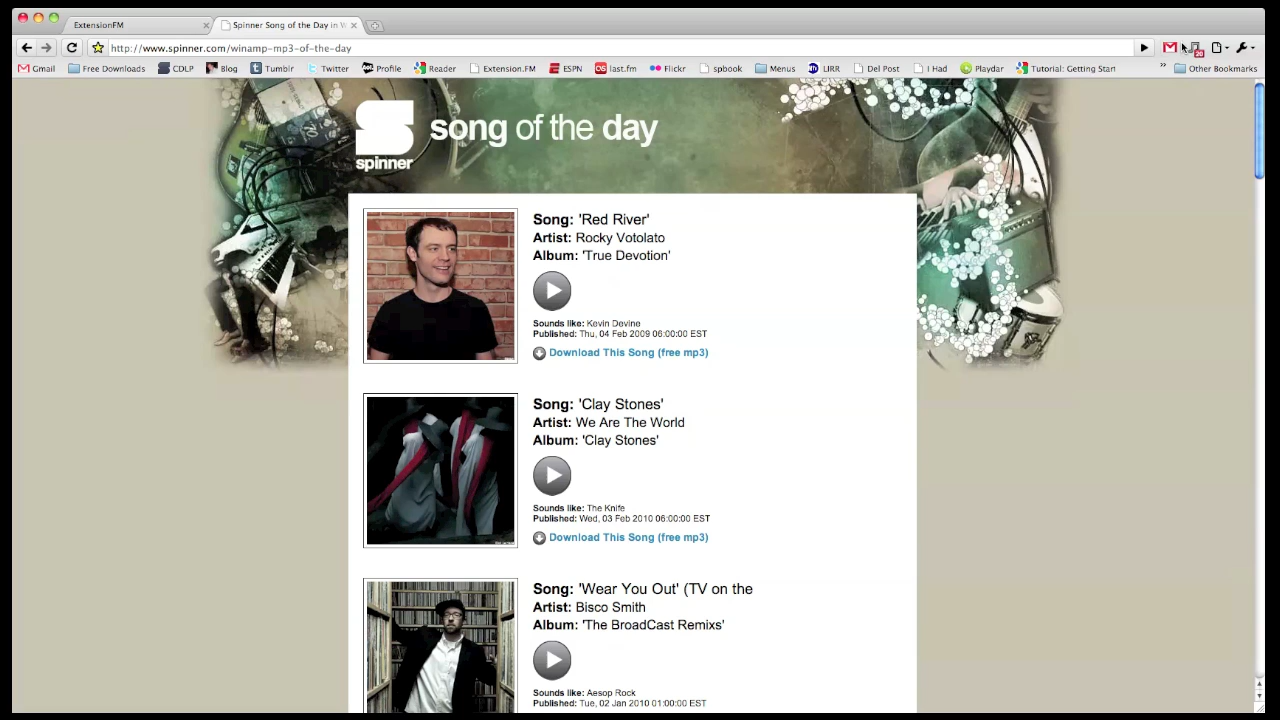 ExtensionFM
Spinner Song of the Day in W
http://www.spinner.com/winamp-mp3-of-the-day
20
Gmail
Free Downloads
CDLP
Blog
Tumblr
Twitter
Profile
Reader
Extension.FM
ESPN
last.fm
Flickr
spbook
Menus
LIRR
Del Post
I Had
Playdar
Tutorial: Getting Start
Other Bookmarks
spinner
song of the day
Song: 'Red River'
Artist: Rocky Votolato
Album: 'True Devotion'
Sounds like: Kevin Devine
Published: Thu, 04 Feb 2009 06:00:00 EST
Download This Song (free mp3)
Song: 'Clay Stones'
Artist: We Are The World
Album: 'Clay Stones'
Sounds like: The Knife
Published: Wed, 03 Feb 2010 06:00:00 EST
Download This Song (free mp3)
Song: 'Wear You Out' (TV on the
Artist: Bisco Smith
Album: 'The BroadCast Remixs'
Sounds like: Aesop Rock
Published: Tue, 02 Jan 2010 01:00:00 EST